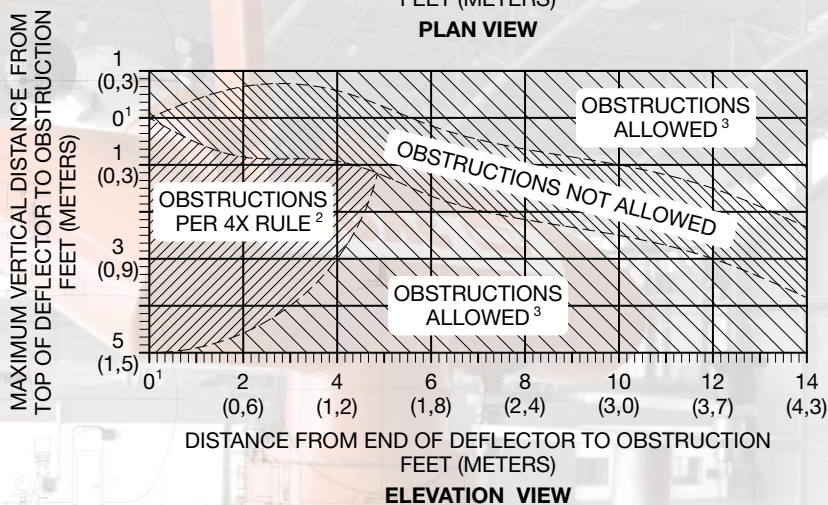 FEET (METERS)
PLAN VIEW
MAXIMUM VERTICAL DISTANCE FROM
TOP OF DEFLECTOR TO OBSTRUCTION
FEET (METERS)
1
(0,3)
0¹
1
(0,3)
3
(0,9)
5
(1,5)
OBSTRUCTIONS
ALLOWED ³
OBSTRUCTIONS NOT ALLOWED
OBSTRUCTIONS
PER 4X RULE ²
OBSTRUCTIONS
ALLOWED ³
0¹ 2 4 6 8 10 12 14
(0,6) (1,2) (1,8) (2,4) (3,0) (3,7) (4,3)
DISTANCE FROM END OF DEFLECTOR TO OBSTRUCTION
FEET (METERS)
ELEVATION VIEW